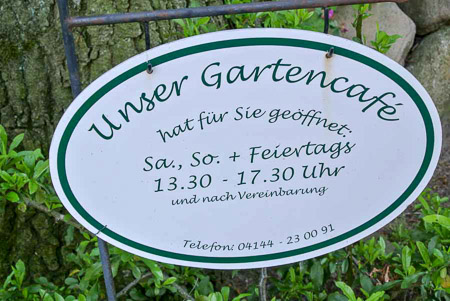 Unser Gartencafé
hat für Sie geöffnet:
Sa., So. + Feiertags
13.30 - 17.30 Uhr
und nach Vereinbarung
Telefon: 04144 - 23 00 91